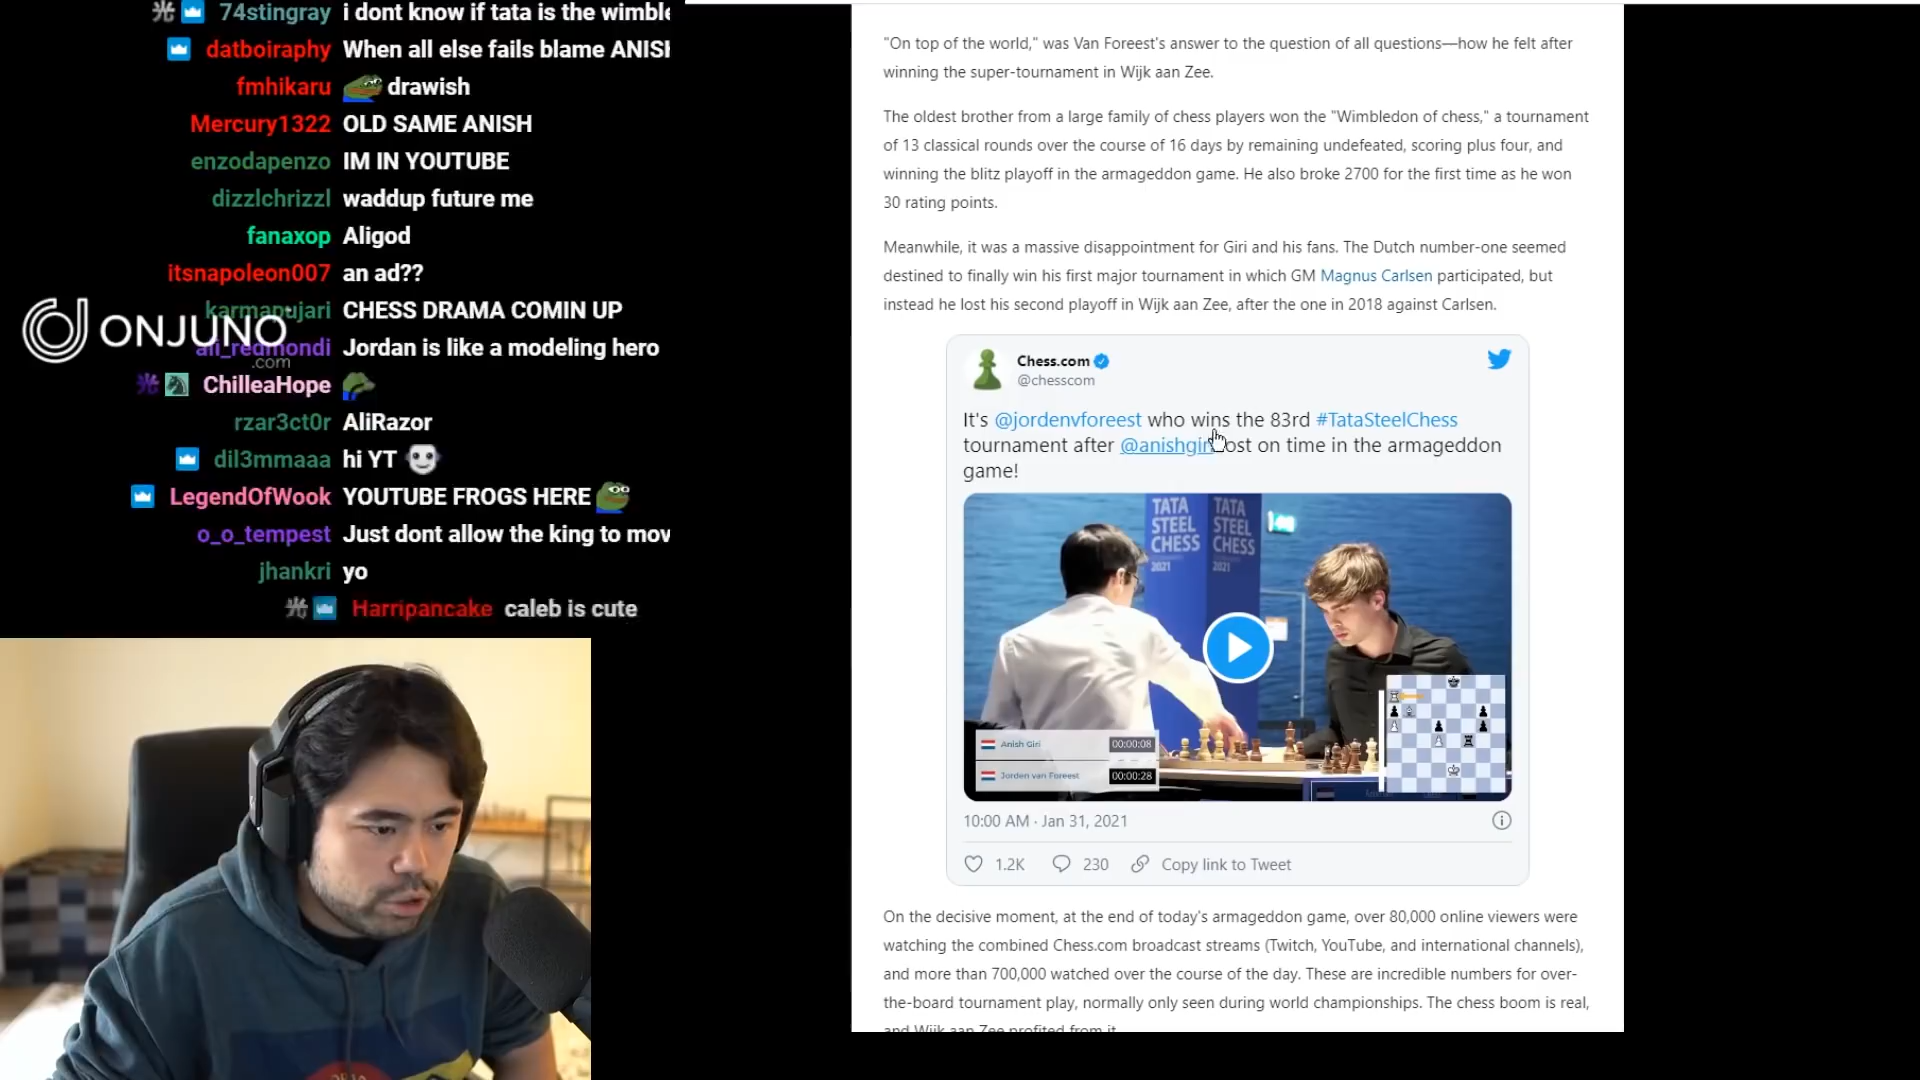 光 74stingray i dont know if tata is the wimble
datboiraphy When all else fails blame ANISH
fmhikaru drawish
Mercury1322 OLD SAME ANISH
enzodapenzo IM IN YOUTUBE
dizzlchrizzl waddup future me
fanaxop Aligod
itsnapoleon007 an ad??
karmapujari CHESS DRAMA COMIN UP
ONJUNO
.com
ali_redmondi Jordan is like a modeling hero
光 ChilleaHope
rzar3ct0r AliRazor
dil3mmaaa hi YT
LegendOfWook YOUTUBE FROGS HERE
o_o_tempest Just dont allow the king to mov
jhankri yo
光 Harripancake caleb is cute
"On top of the world," was Van Foreest's answer to the question of all questions—how he felt after
winning the super-tournament in Wijk aan Zee.
The oldest brother from a large family of chess players won the "Wimbledon of chess," a tournament
of 13 classical rounds over the course of 16 days by remaining undefeated, scoring plus four, and
winning the blitz playoff in the armageddon game. He also broke 2700 for the first time as he won
30 rating points.
Meanwhile, it was a massive disappointment for Giri and his fans. The Dutch number-one seemed
destined to finally win his first major tournament in which GM Magnus Carlsen participated, but
instead he lost his second playoff in Wijk aan Zee, after the one in 2018 against Carlsen.
Chess.com
@chesscom
It's @jordenvforeest who wins the 83rd #TataSteelChess
tournament after @anishgiri lost on time in the armageddon
game!
TATA STEEL CHESS 2021
TATA STEEL CHESS 2021
Anish Giri 00:00:08
Jorden van Foreest 00:00:28
10:00 AM · Jan 31, 2021
1.2K 230 Copy link to Tweet
On the decisive moment, at the end of today's armageddon game, over 80,000 online viewers were
watching the combined Chess.com broadcast streams (Twitch, YouTube, and international channels),
and more than 700,000 watched over the course of the day. These are incredible numbers for over-
the-board tournament play, normally only seen during world championships. The chess boom is real,
and Wijk aan Zee profited from it.